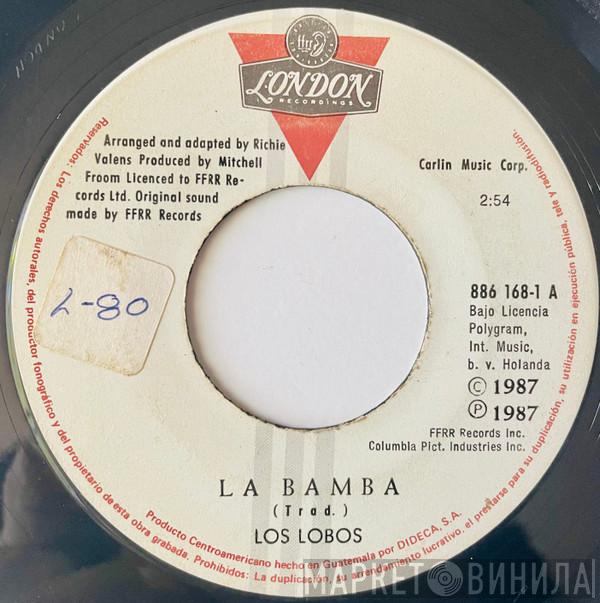 ffrr
LONDON
RECORDINGS
Arranged and adapted by Richie
Valens Produced by Mitchell
Froom Licenced to FFRR Re-
cords Ltd. Original sound
made by FFRR Records
Carlin Music Corp.
2:54
L-80
886 168-1 A
Bajo Licencia
Polygram,
Int. Music,
b. v. Holanda
© 1987
℗ 1987
FFRR Records Inc.
Columbia Pict. Industries Inc.
LA BAMBA
(Trad.)
LOS LOBOS
Reservados: Los derechos autorales, del productor fonográfico y del propietario de esta obra grabada. Prohibidos: La duplicación, su arrendamiento lucrativo, el prestarse para su duplicación, su utilización en ejecución pública, tele y radiodifusión.
Producto Centroamericano hecho en Guatemala por DIDECA, S.A.
МАРКЕТ ВИНИЛА
LONDON